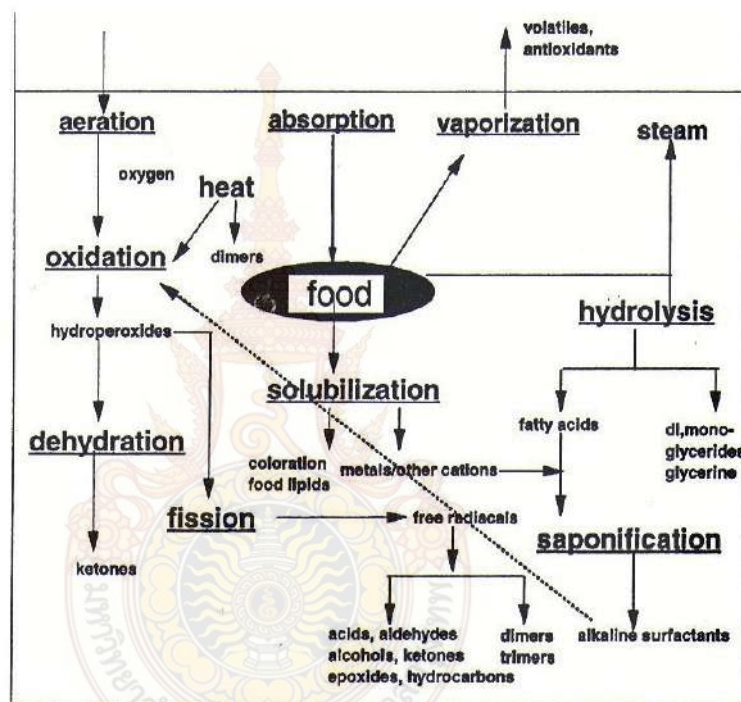 volatiles,
antioxidants
aeration
absorption
vaporization
steam
oxygen
heat
oxidation
dimers
food
hydroperoxides
hydrolysis
solubilization
fatty acids
di,mono-
glycerides
glycerine
dehydration
coloration
food lipids
metals/other cations
fission
free radiacals
saponification
ketones
acids, aldehydes
alcohols, ketones
epoxides, hydrocarbons
dimers
trimers
alkaline surfactants